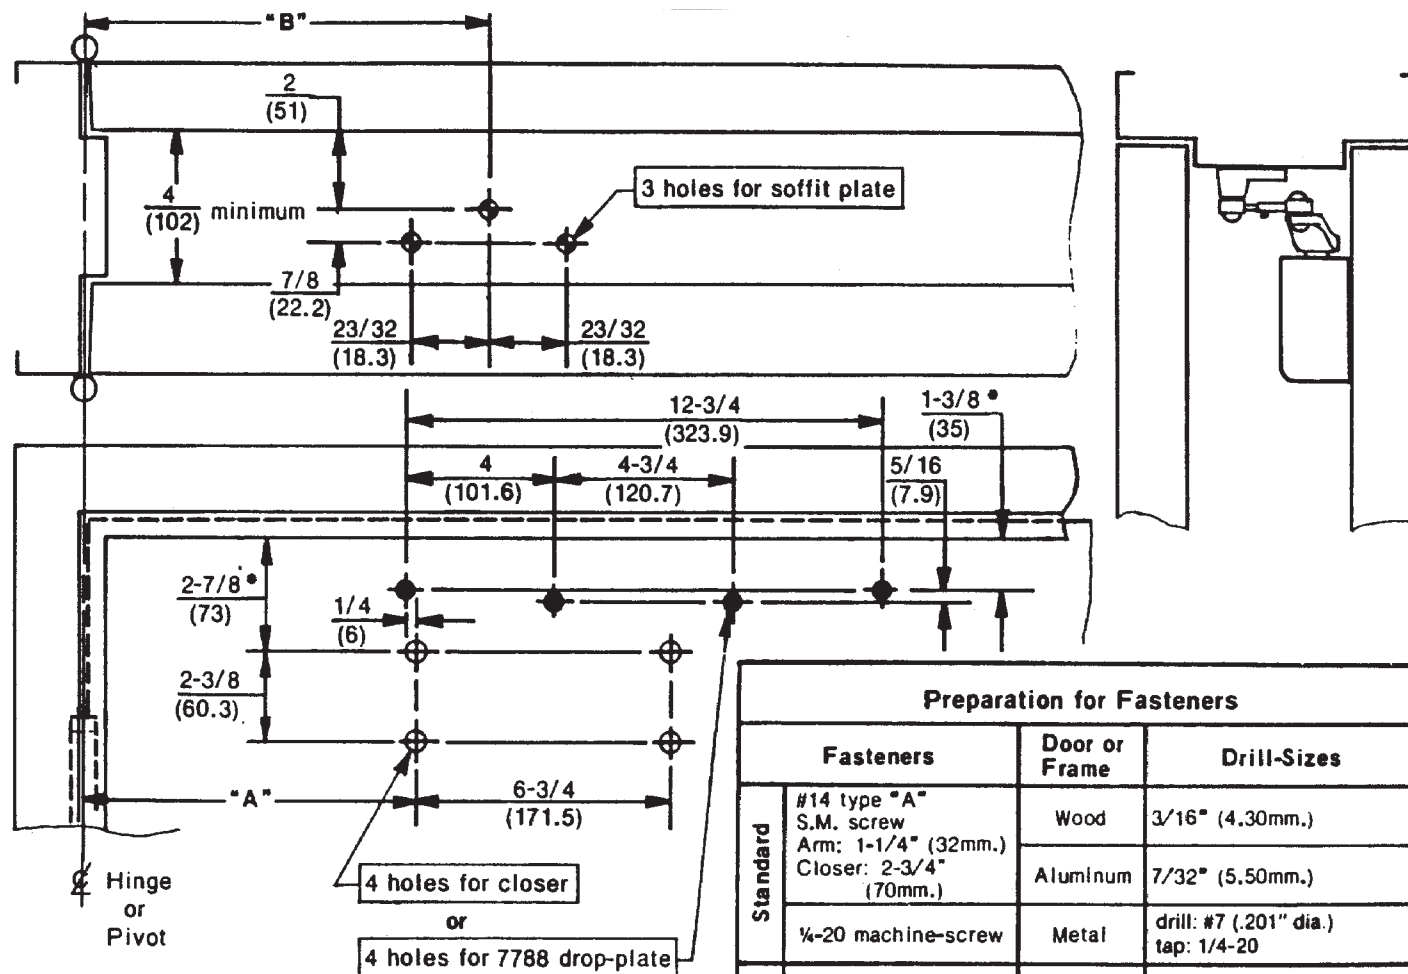 "B"
2
(51)
3 holes for soffit plate
4
(102) minimum
7/8
(22.2)
23/32
(18.3)
23/32
(18.3)
12-3/4
(323.9)
1-3/8*
(35)
4
(101.6)
4-3/4
(120.7)
5/16
(7.9)
2-7/8*
(73)
1/4
(6)
2-3/8
(60.3)
"A"
6-3/4
(171.5)
℄ Hinge
or
Pivot
4 holes for closer
or
4 holes for 7788 drop-plate
Preparation for Fasteners
Fasteners
Door or
Frame
Drill-Sizes
Standard
#14 type "A"
S.M. screw
Arm: 1-1/4" (32mm.)
Closer: 2-3/4"
(70mm.)
Wood
3/16" (4.30mm.)
Aluminum
7/32" (5.50mm.)
¼-20 machine-screw
Metal
drill: #7 (.201" dia.)
tap: 1/4-20